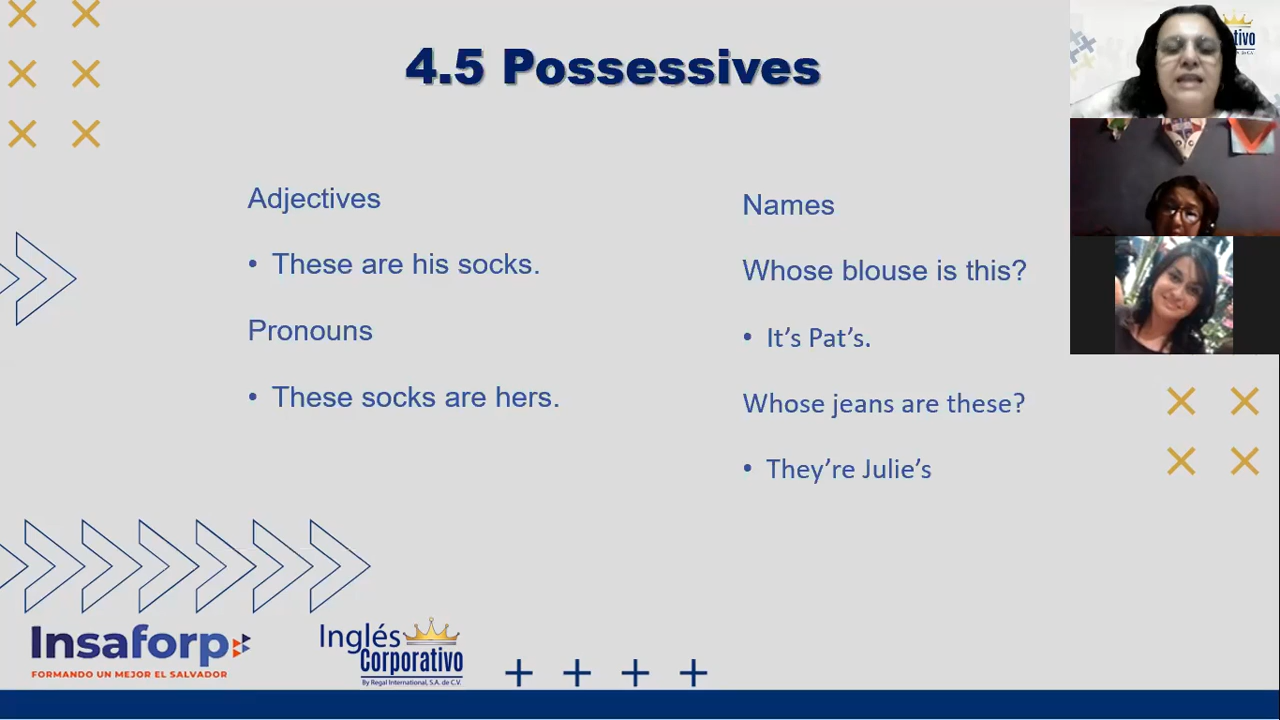 4.5 Possessives
Adjectives
• These are his socks.
Pronouns
• These socks are hers.
Names
Whose blouse is this?
• It’s Pat’s.
Whose jeans are these?
• They’re Julie’s
Insaforp
FORMANDO UN MEJOR EL SALVADOR
Inglés
Corporativo
By Regal International, S.A. de C.V.
tivo